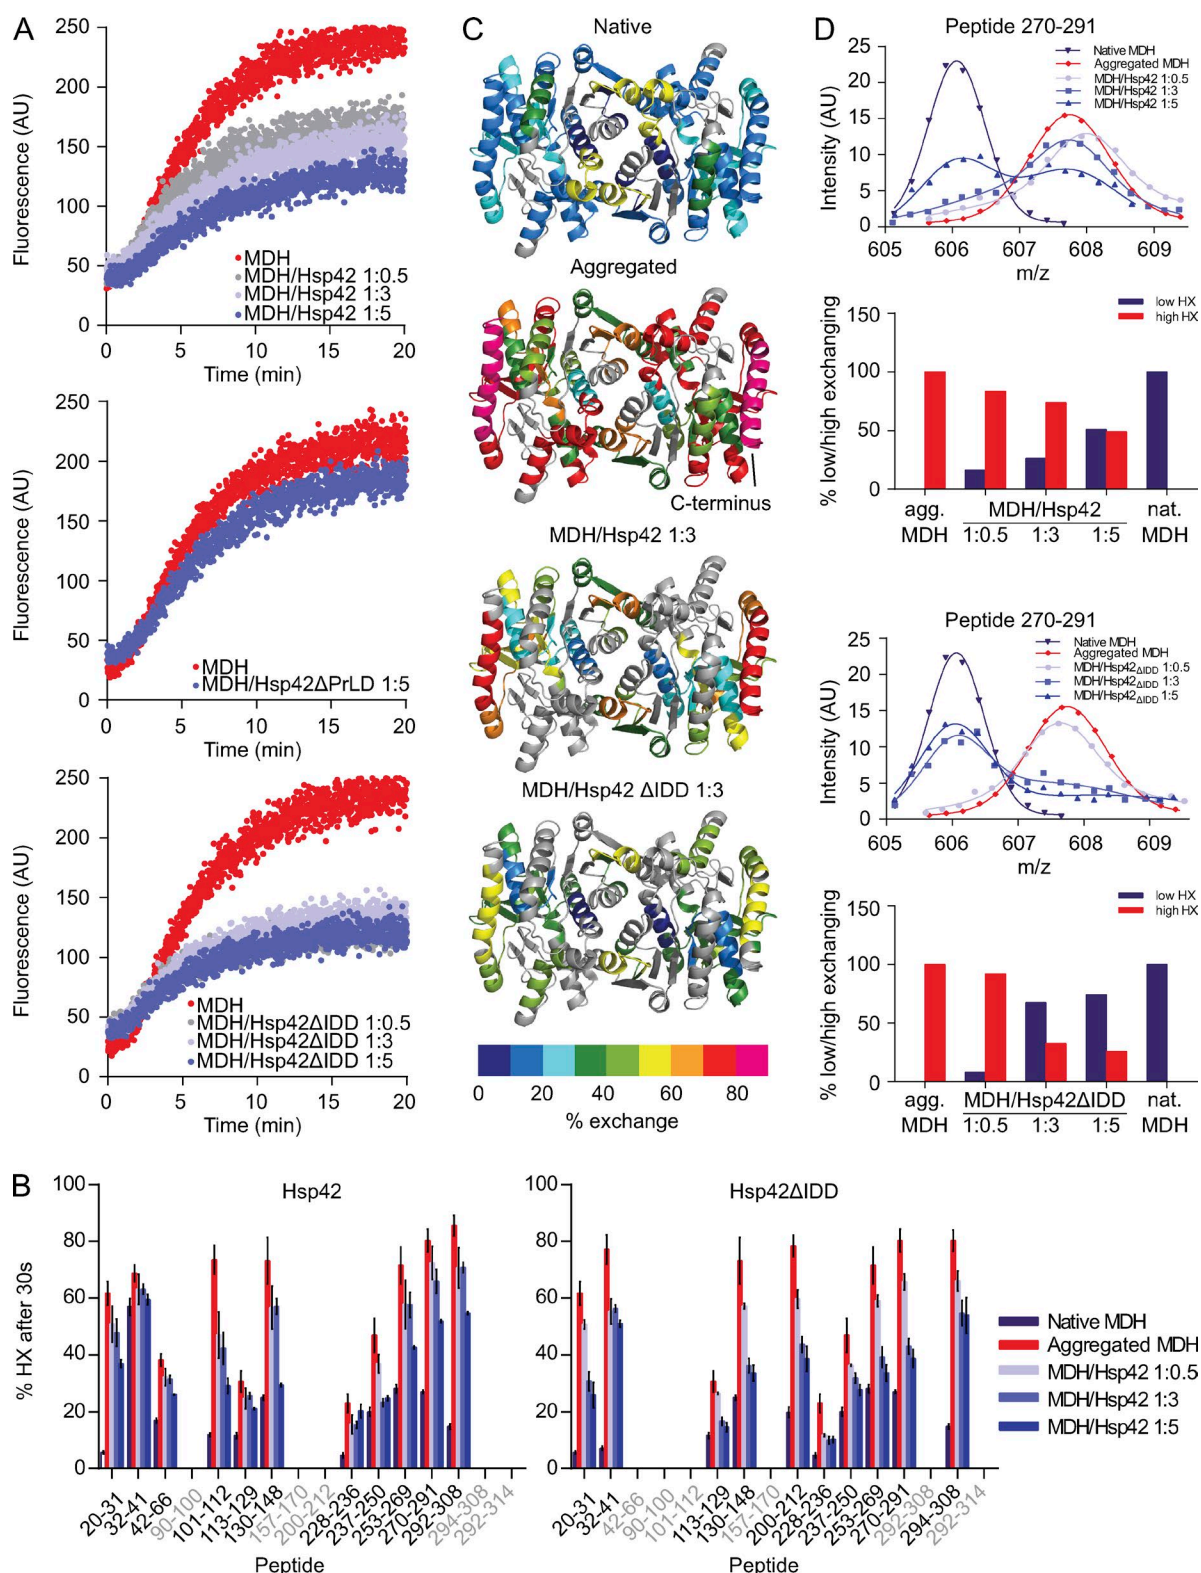 A
250
200
150
100
50
0
Fluorescence (AU)
MDH
MDH/Hsp42 1:0.5
MDH/Hsp42 1:3
MDH/Hsp42 1:5
0 5 10 15 20
Time (min)
250
200
150
100
50
0
Fluorescence (AU)
MDH
MDH/Hsp42ΔPrLD 1:5
0 5 10 15 20
Time (min)
250
200
150
100
50
0
Fluorescence (AU)
MDH
MDH/Hsp42ΔIDD 1:0.5
MDH/Hsp42ΔIDD 1:3
MDH/Hsp42ΔIDD 1:5
0 5 10 15 20
Time (min)
C
Native
Aggregated
C-terminus
MDH/Hsp42 1:3
MDH/Hsp42 ΔIDD 1:3
0 20 40 60 80
% exchange
D
Peptide 270-291
25
20
15
10
5
0
Intensity (AU)
Native MDH
Aggregated MDH
MDH/Hsp42 1:0.5
MDH/Hsp42 1:3
MDH/Hsp42 1:5
605 606 607 608 609
m/z
low HX
high HX
150
100
50
0
% low/high exchanging
agg. MDH/Hsp42 nat.
MDH 1:0.5 1:3 1:5 MDH
Peptide 270-291
25
20
15
10
5
0
Intensity (AU)
Native MDH
Aggregated MDH
MDH/Hsp42ΔIDD 1:0.5
MDH/Hsp42ΔIDD 1:3
MDH/Hsp42ΔIDD 1:5
605 606 607 608 609
m/z
low HX
high HX
150
100
50
0
% low/high exchanging
agg. MDH/Hsp42ΔIDD nat.
MDH 1:0.5 1:3 1:5 MDH
B
Hsp42
100
80
60
40
20
0
% HX after 30s
20-31
32-41
42-66
90-100
101-112
113-129
130-148
157-170
200-212
228-236
237-250
253-269
270-291
292-308
294-308
292-314
Peptide
Hsp42ΔIDD
100
80
60
40
20
0
20-31
32-41
42-66
90-100
101-112
113-129
130-148
157-170
200-212
228-236
237-250
253-269
270-291
292-308
294-308
292-314
Peptide
Native MDH
Aggregated MDH
MDH/Hsp42 1:0.5
MDH/Hsp42 1:3
MDH/Hsp42 1:5